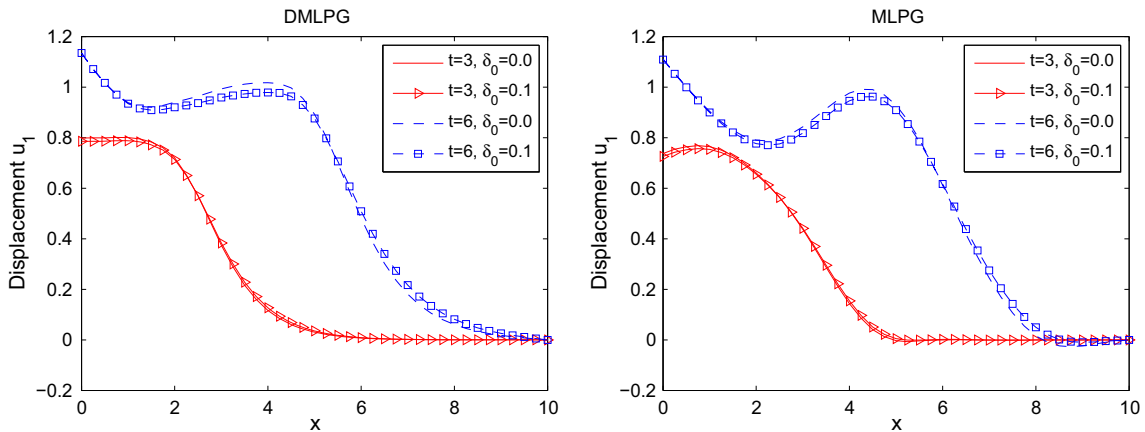 DMLPG
1.2
1
0.8
0.6
0.4
0.2
0
−0.2
0 2 4 6 8 10
x
Displacement u₁
t=3, δ₀=0.0
t=3, δ₀=0.1
t=6, δ₀=0.0
t=6, δ₀=0.1
MLPG
1.2
1
0.8
0.6
0.4
0.2
0
−0.2
0 2 4 6 8 10
x
Displacement u₁
t=3, δ₀=0.0
t=3, δ₀=0.1
t=6, δ₀=0.0
t=6, δ₀=0.1